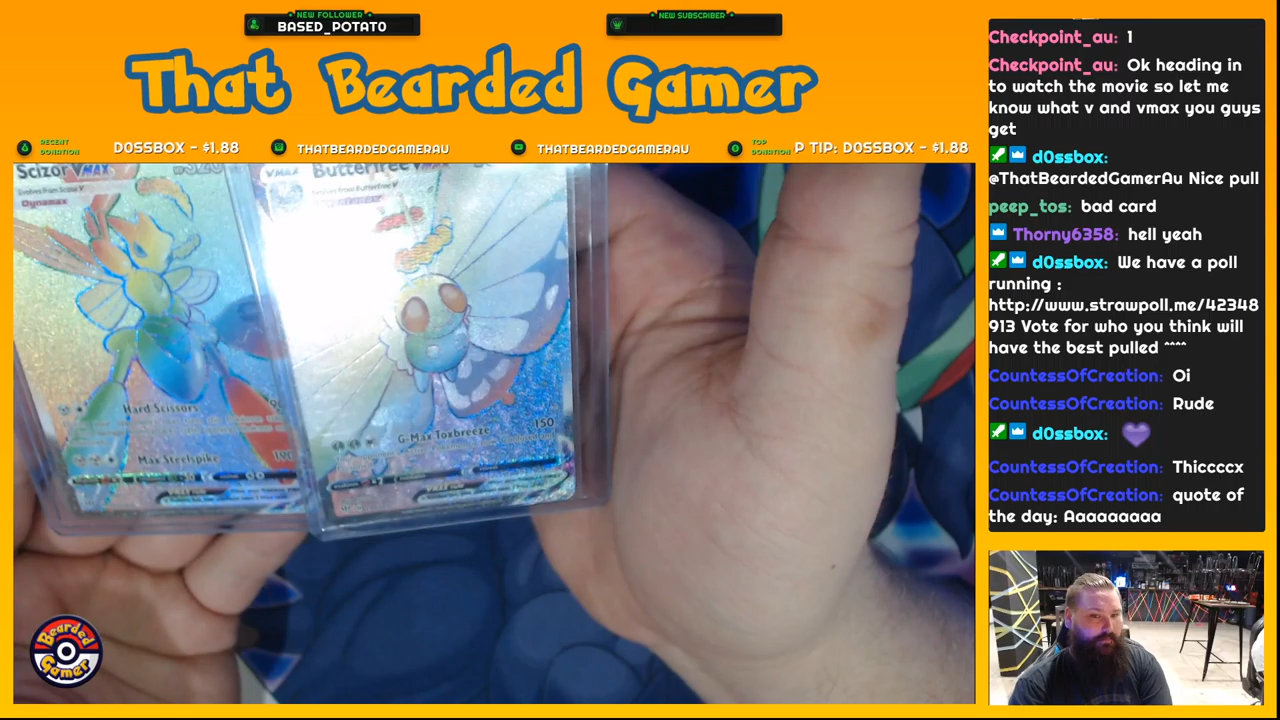 NEW FOLLOWER
BASED_POTATO
NEW SUBSCRIBER
That Bearded Gamer
RECENT DONATION
D0SSBOX - $1.88
THATBEARDEDGAMERAU
THATBEARDEDGAMERAU
TOP DONATION
P TIP: D0SSBOX - $1.88
Scizor VMAX
Dynamax
Hard Scissors
Max Steelspike 190
VMAX
Butterfree
G-Max Toxbreeze 150
Bearded
Gamer
Checkpoint_au: 1
Checkpoint_au: Ok heading in
to watch the movie so let me
know what v and vmax you guys
get
d0ssbox:
@ThatBeardedGamerAu Nice pull
peep_tos: bad card
Thorny6358: hell yeah
d0ssbox: We have a poll
running :
http://www.strawpoll.me/42348
913 Vote for who you think will
have the best pulled ^^^^
CountessOfCreation: Oi
CountessOfCreation: Rude
d0ssbox:
CountessOfCreation: Thiccccx
CountessOfCreation: quote of
the day: Aaaaaaaaa